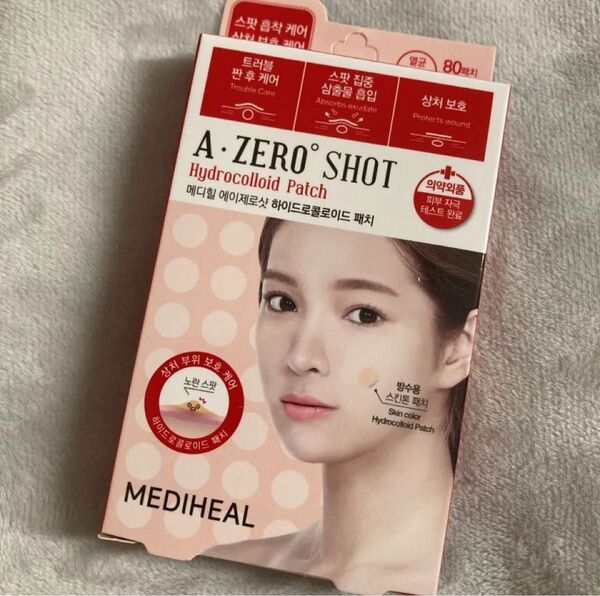 스팟 흡착 케어
상처 보호 케어
멸균
80패치
트러블
짠 후 케어
Trouble Care
스팟 집중
삼출물 흡입
Absorbs exudate
상처 보호
Protects wound
A·ZERO° SHOT
Hydrocolloid Patch
메디힐 에이제로샷 하이드로콜로이드 패치
의약외품
피부 자극
테스트 완료
상처 부위 보호 케어
노란 스팟
하이드로콜로이드 패치
방수용
스킨톤 패치
Skin color
Hydrocolloid Patch
MEDIHEAL